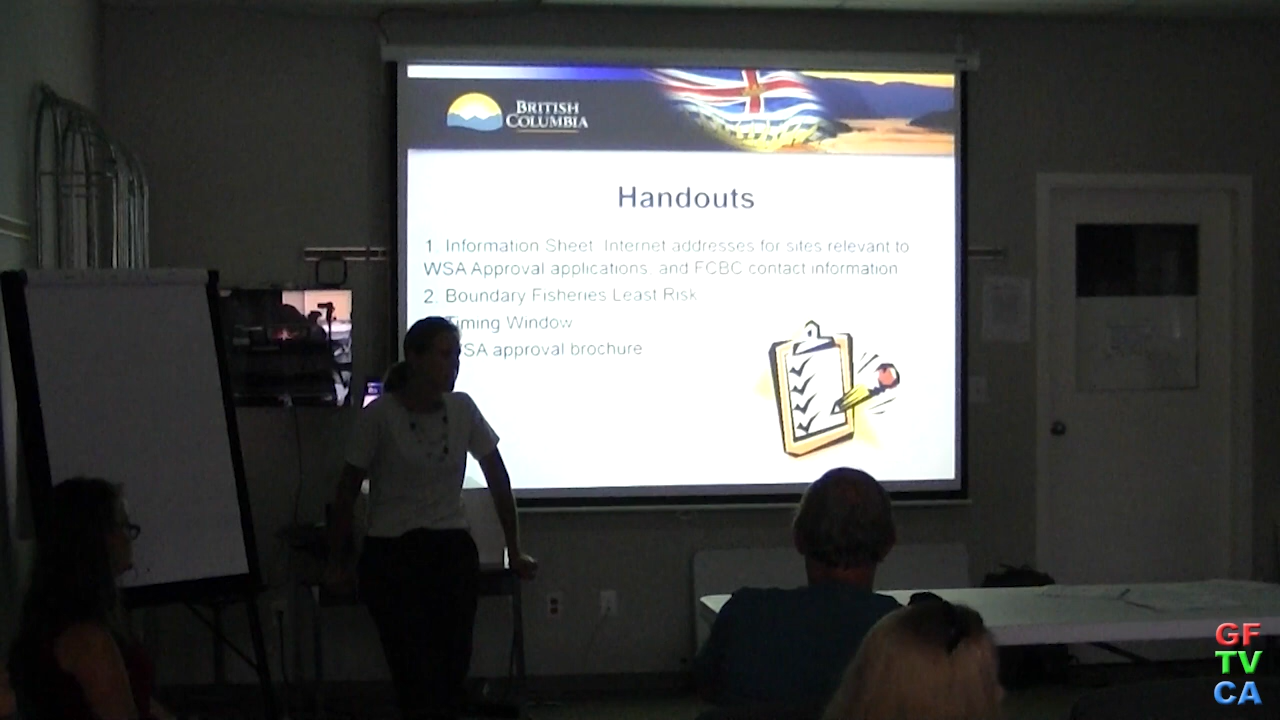 BRITISH
COLUMBIA
Handouts
1. Information Sheet. Internet addresses for sites relevant to
WSA Approval applications, and FCBC contact information
2. Boundary Fisheries Least Risk
Timing Window
WSA approval brochure
GF
TV
CA